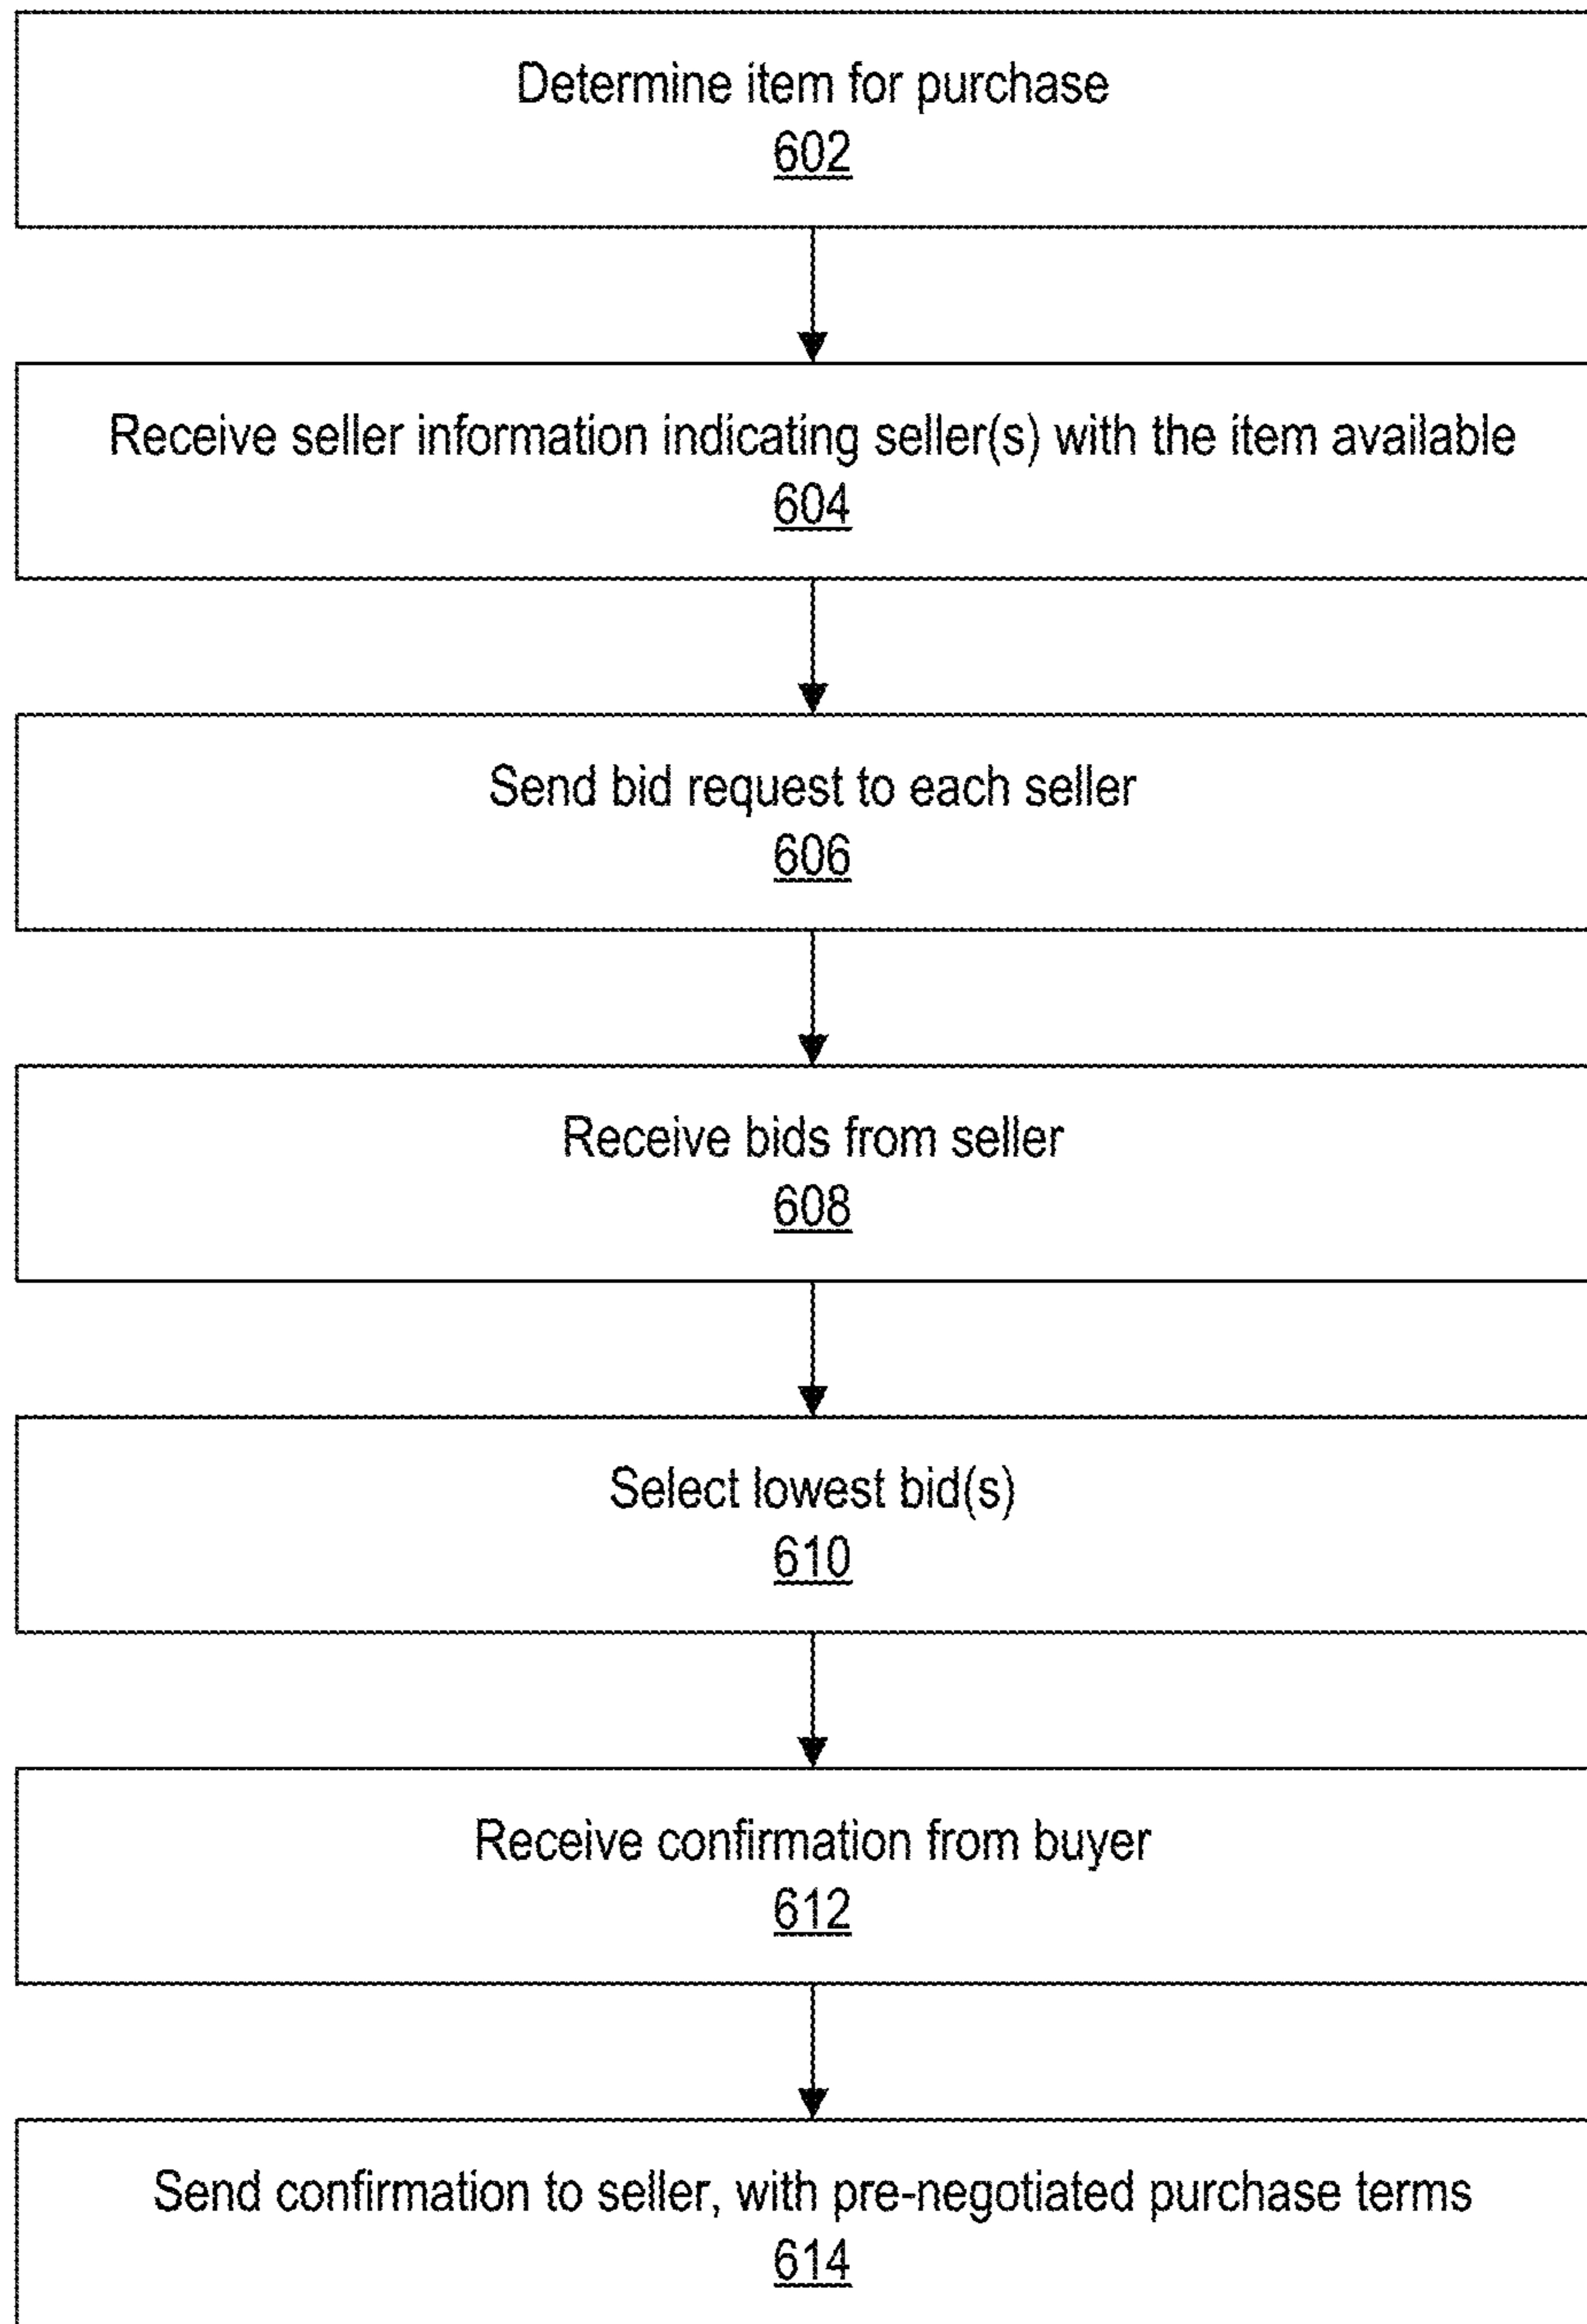 Determine item for purchase
602
Receive seller information indicating seller(s) with the item available
604
Send bid request to each seller
606
Receive bids from seller
608
Select lowest bid(s)
610
Receive confirmation from buyer
612
Send confirmation to seller, with pre-negotiated purchase terms
614